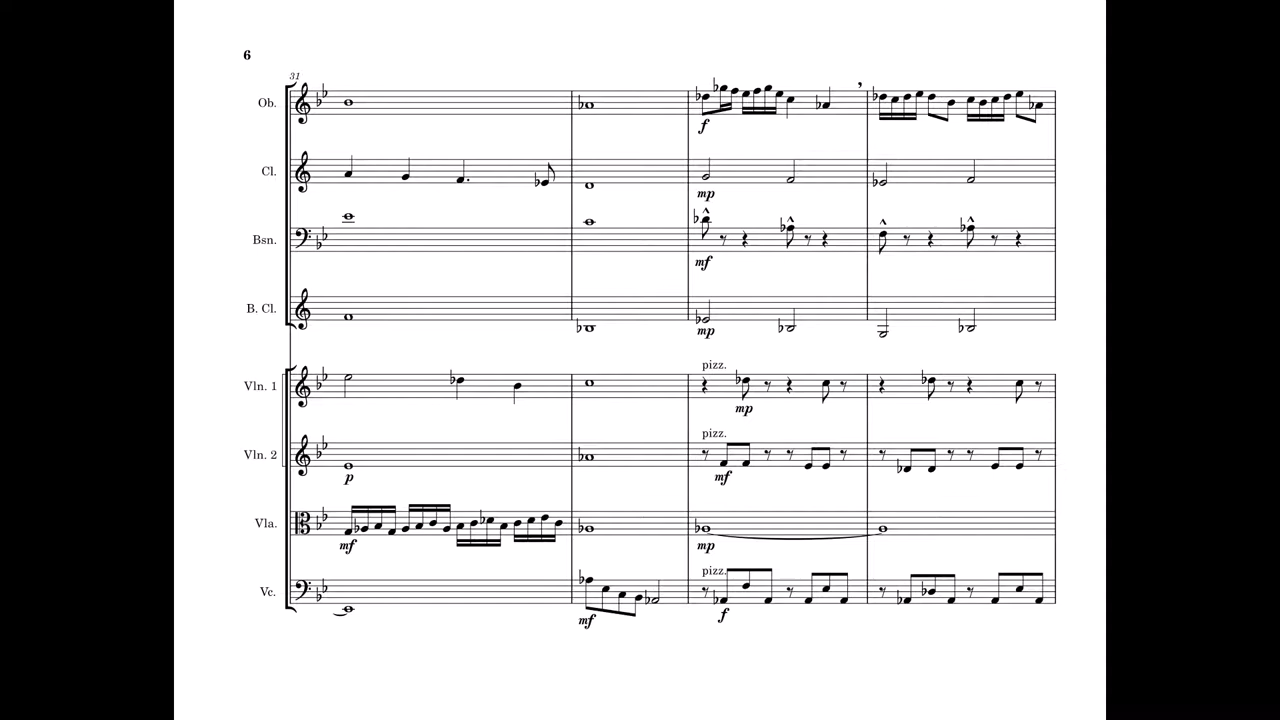 6
31
Ob.
f
Cl.
mp
Bsn.
mf
B. Cl.
mp
pizz.
Vln. 1
mp
pizz.
Vln. 2
p
mf
Vla.
mf
mp
pizz.
Vc.
mf
f